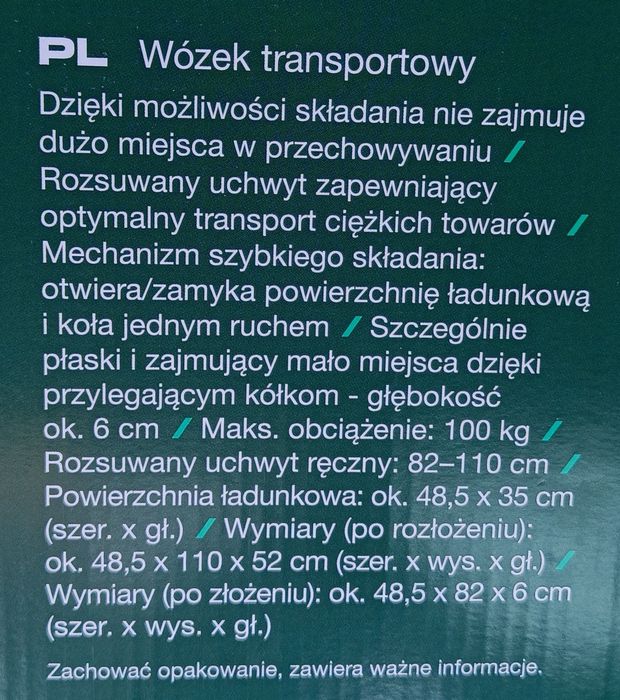 PL Wózek transportowy
Dzięki możliwości składania nie zajmuje
dużo miejsca w przechowywaniu /
Rozsuwany uchwyt zapewniający
optymalny transport ciężkich towarów /
Mechanizm szybkiego składania:
otwiera/zamyka powierzchnię ładunkową
i koła jednym ruchem / Szczególnie
płaski i zajmujący mało miejsca dzięki
przylegającym kółkom - głębokość
ok. 6 cm / Maks. obciążenie: 100 kg /
Rozsuwany uchwyt ręczny: 82–110 cm /
Powierzchnia ładunkowa: ok. 48,5 x 35 cm
(szer. x gł.) / Wymiary (po rozłożeniu):
ok. 48,5 x 110 x 52 cm (szer. x wys. x gł.) /
Wymiary (po złożeniu): ok. 48,5 x 82 x 6 cm
(szer. x wys. x gł.)
Zachować opakowanie, zawiera ważne informacje.